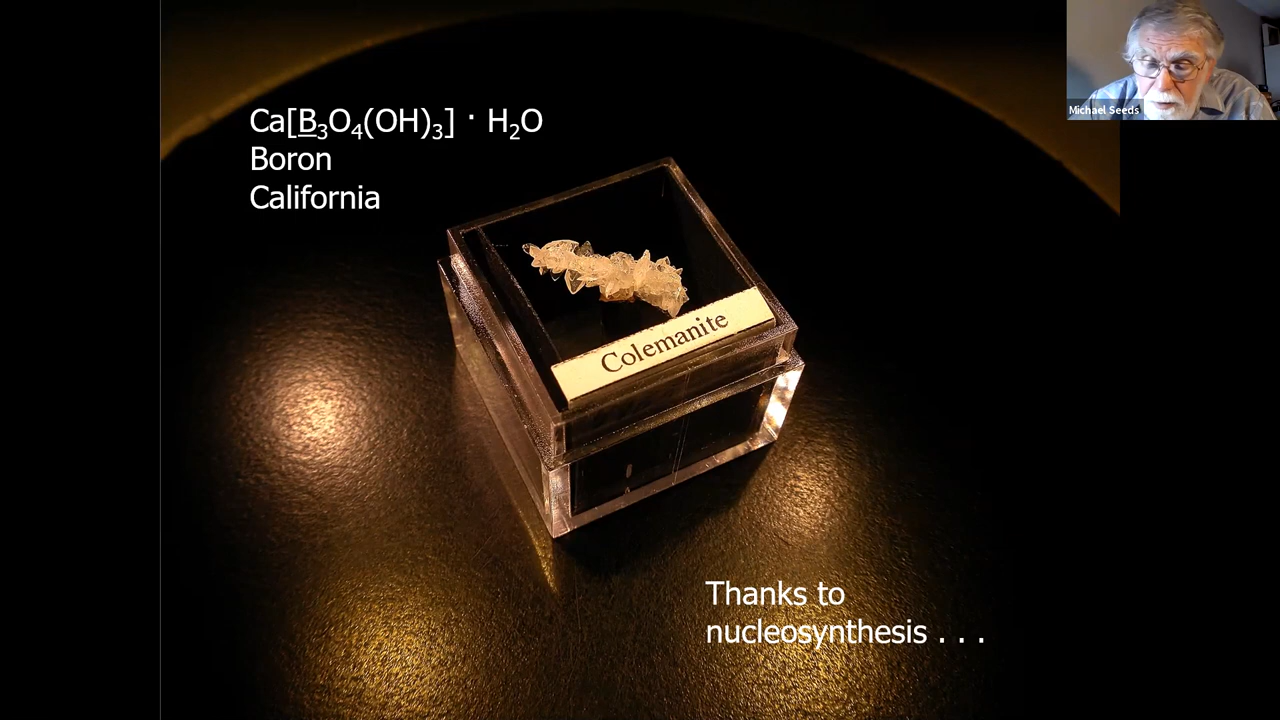 Michael Seeds
Ca[B₃O₄(OH)₃] · H₂O
Boron
California
Colemanite
Thanks to
nucleosynthesis . . .